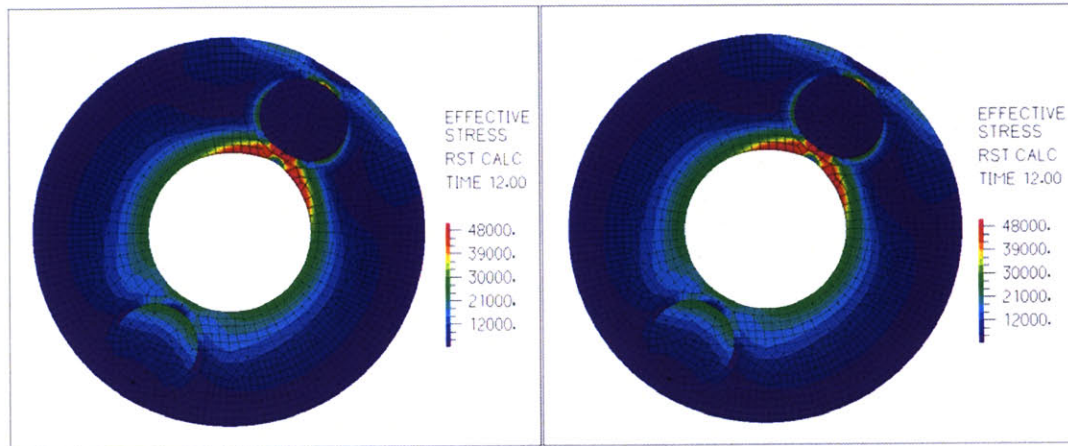 EFFECTIVE
STRESS
RST CALC
TIME 12.00
48000.
39000.
30000.
21000.
12000.
EFFECTIVE
STRESS
RST CALC
TIME 12.00
48000.
39000.
30000.
21000.
12000.